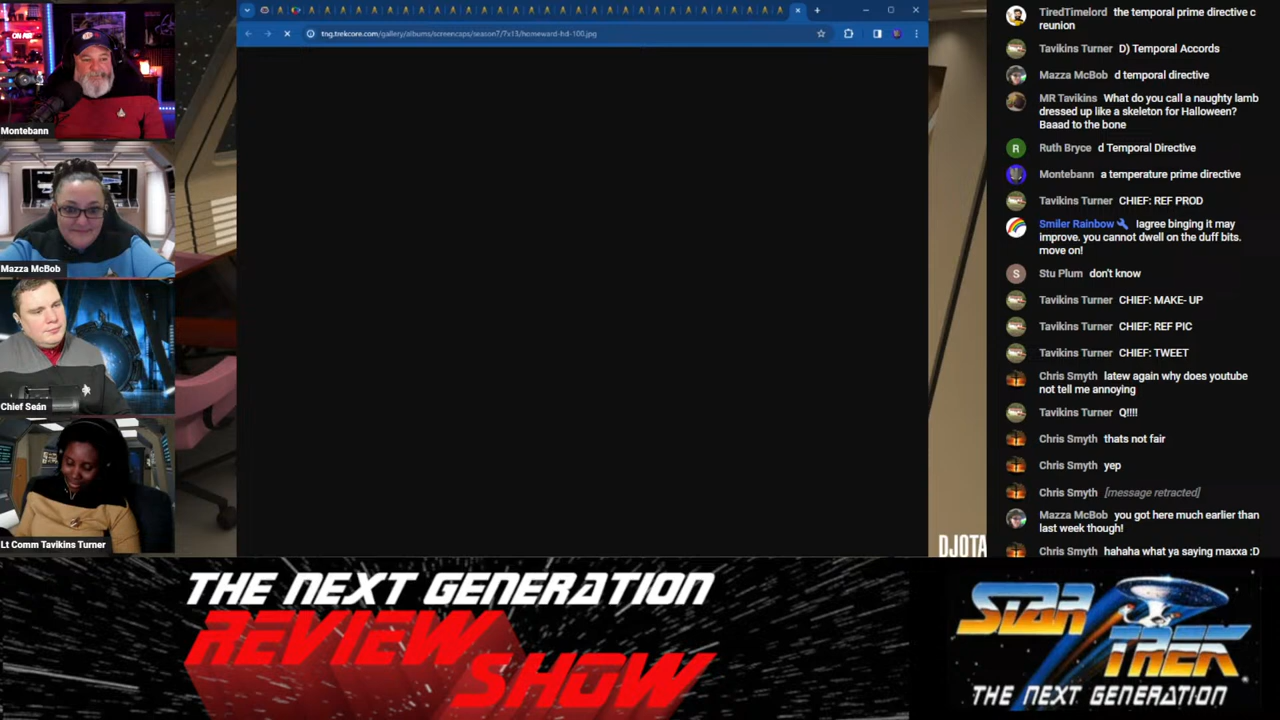 tng.trekcore.com/gallery/albums/screencaps/season7/7x13/homeward-hd-100.jpg
ON AIR
Montebann
Mazza McBob
Chief Seán
Lt Comm Tavikins Turner
DJOTA
TiredTimelord the temporal prime directive c
reunion
Tavikins Turner D) Temporal Accords
Mazza McBob d temporal directive
MR Tavikins What do you call a naughty lamb
dressed up like a skeleton for Halloween?
Baaad to the bone
R
Ruth Bryce d Temporal Directive
Montebann a temperature prime directive
Tavikins Turner CHIEF: REF PROD
Smiler Rainbow Iagree binging it may
improve. you cannot dwell on the duff bits.
move on!
S
Stu Plum don't know
Tavikins Turner CHIEF: MAKE- UP
Tavikins Turner CHIEF: REF PIC
Tavikins Turner CHIEF: TWEET
Chris Smyth latew again why does youtube
not tell me annoying
Tavikins Turner Q!!!!
Chris Smyth thats not fair
Chris Smyth yep
Chris Smyth [message retracted]
Mazza McBob you got here much earlier than
last week though!
Chris Smyth hahaha what ya saying maxxa :D
THE NEXT GENERATION
REVIEW
SHOW
STAR
TREK
THE NEXT GENERATION